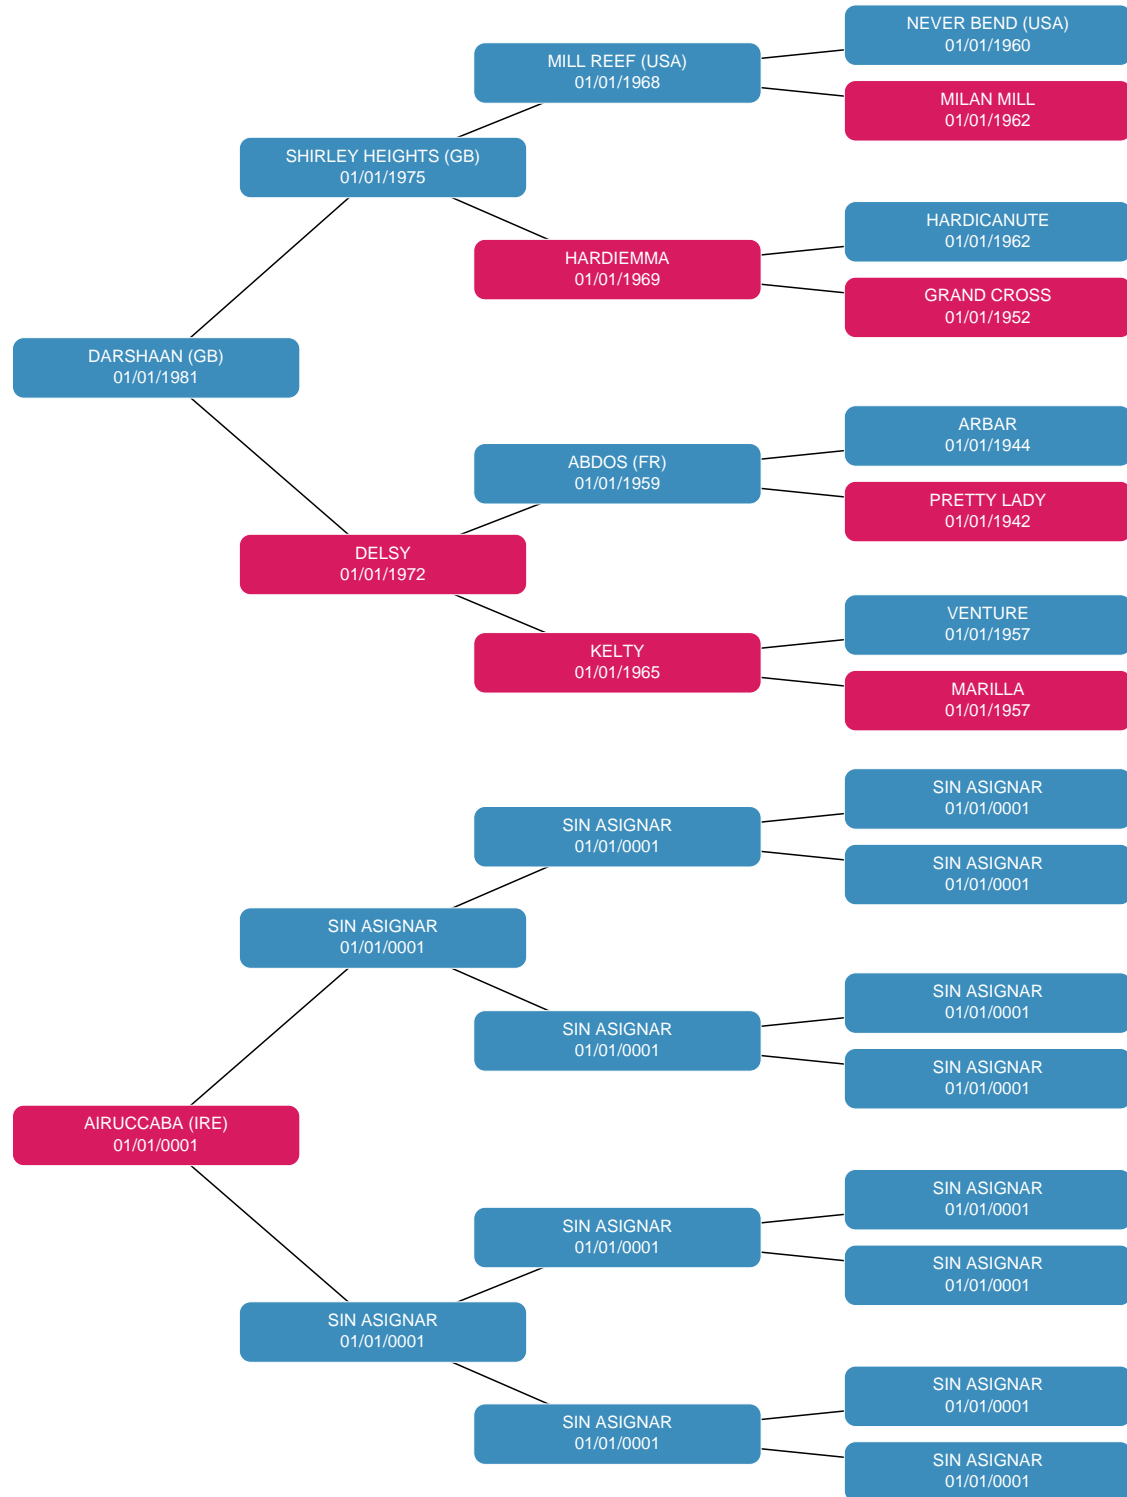 NEVER BEND (USA)
01/01/1960
MILL REEF (USA)
01/01/1968
MILAN MILL
01/01/1962
SHIRLEY HEIGHTS (GB)
01/01/1975
HARDICANUTE
01/01/1962
HARDIEMMA
01/01/1969
GRAND CROSS
01/01/1952
DARSHAAN (GB)
01/01/1981
ARBAR
01/01/1944
ABDOS (FR)
01/01/1959
PRETTY LADY
01/01/1942
DELSY
01/01/1972
VENTURE
01/01/1957
KELTY
01/01/1965
MARILLA
01/01/1957
SIN ASIGNAR
01/01/0001
SIN ASIGNAR
01/01/0001
SIN ASIGNAR
01/01/0001
SIN ASIGNAR
01/01/0001
SIN ASIGNAR
01/01/0001
SIN ASIGNAR
01/01/0001
SIN ASIGNAR
01/01/0001
AIRUCCABA (IRE)
01/01/0001
SIN ASIGNAR
01/01/0001
SIN ASIGNAR
01/01/0001
SIN ASIGNAR
01/01/0001
SIN ASIGNAR
01/01/0001
SIN ASIGNAR
01/01/0001
SIN ASIGNAR
01/01/0001
SIN ASIGNAR
01/01/0001